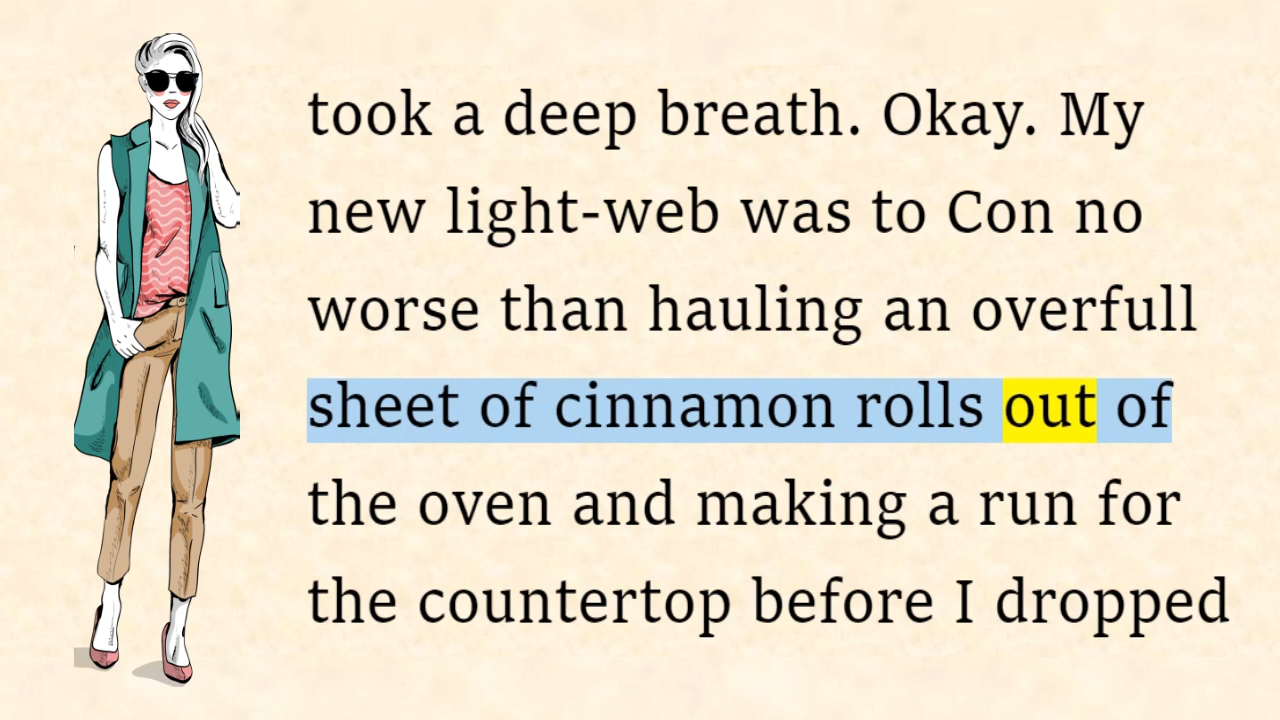 took a deep breath. Okay. My
new light-web was to Con no
worse than hauling an overfull
sheet of cinnamon rolls out of
the oven and making a run for
the countertop before I dropped